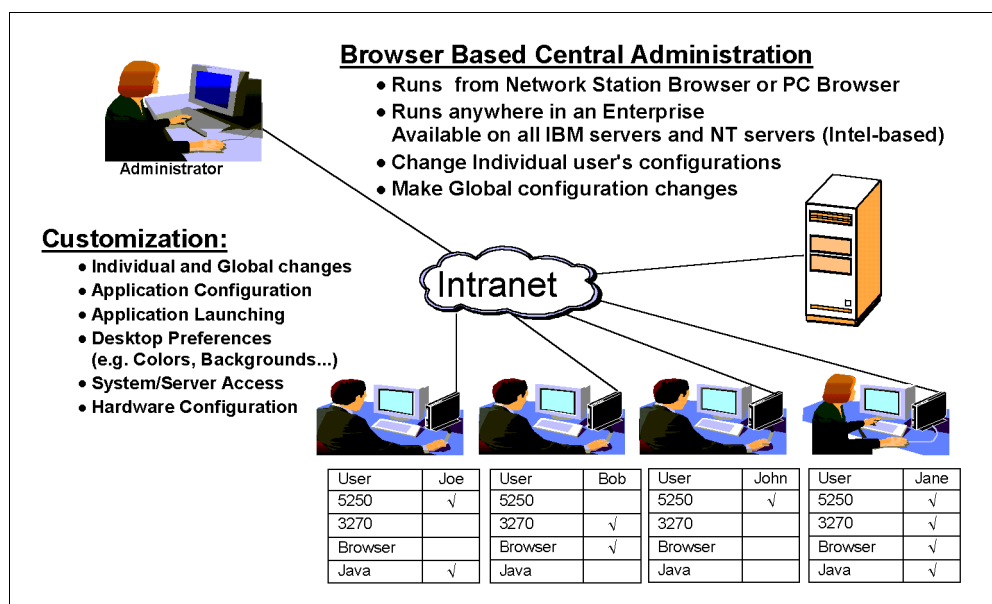 Browser Based Central Administration
• Runs from Network Station Browser or PC Browser
• Runs anywhere in an Enterprise
Available on all IBM servers and NT servers (Intel-based)
• Change Individual user's configurations
• Make Global configuration changes
Administrator
Customization:
• Individual and Global changes
• Application Configuration
• Application Launching
• Desktop Preferences
(e.g. Colors, Backgrounds...)
• System/Server Access
• Hardware Configuration
Intranet
User Joe
5250 √
3270
Browser
Java √
User Bob
5250
3270 √
Browser √
Java
User John
5250 √
3270
Browser
Java
User Jane
5250 √
3270 √
Browser √
Java √